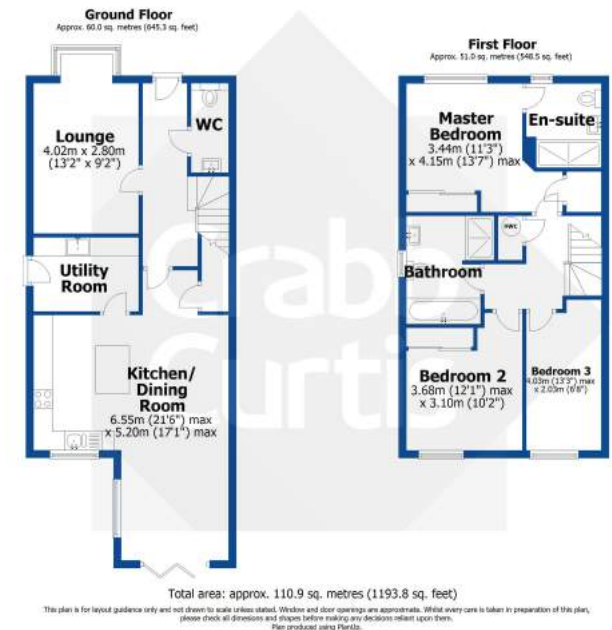 Ground Floor
Approx. 60.0 sq. metres (645.3 sq. feet)
Lounge
4.02m x 2.80m
(13'2" x 9'2")
WC
Utility
Room
Kitchen/
Dining
Room
6.55m (21'6") max
x 5.20m (17'1") max
First Floor
Approx. 51.0 sq. metres (548.5 sq. feet)
Master
Bedroom
3.44m (11'3")
x 4.15m (13'7") max
En-suite
HWC
Bathroom
Bedroom 2
3.68m (12'1") max
x 3.10m (10'2")
Bedroom 3
4.03m (13'3") max
x 2.03m (6'8")
Crabb
Curtis
Total area: approx. 110.9 sq. metres (1193.8 sq. feet)
This plan is for layout guidance only and not drawn to scale unless stated. Window and door openings are approximate. Whilst every care is taken in preparation of this plan,
please check all dimesions and shapes before making any decisions reliant upon them.
Plan produced using PlanUp.